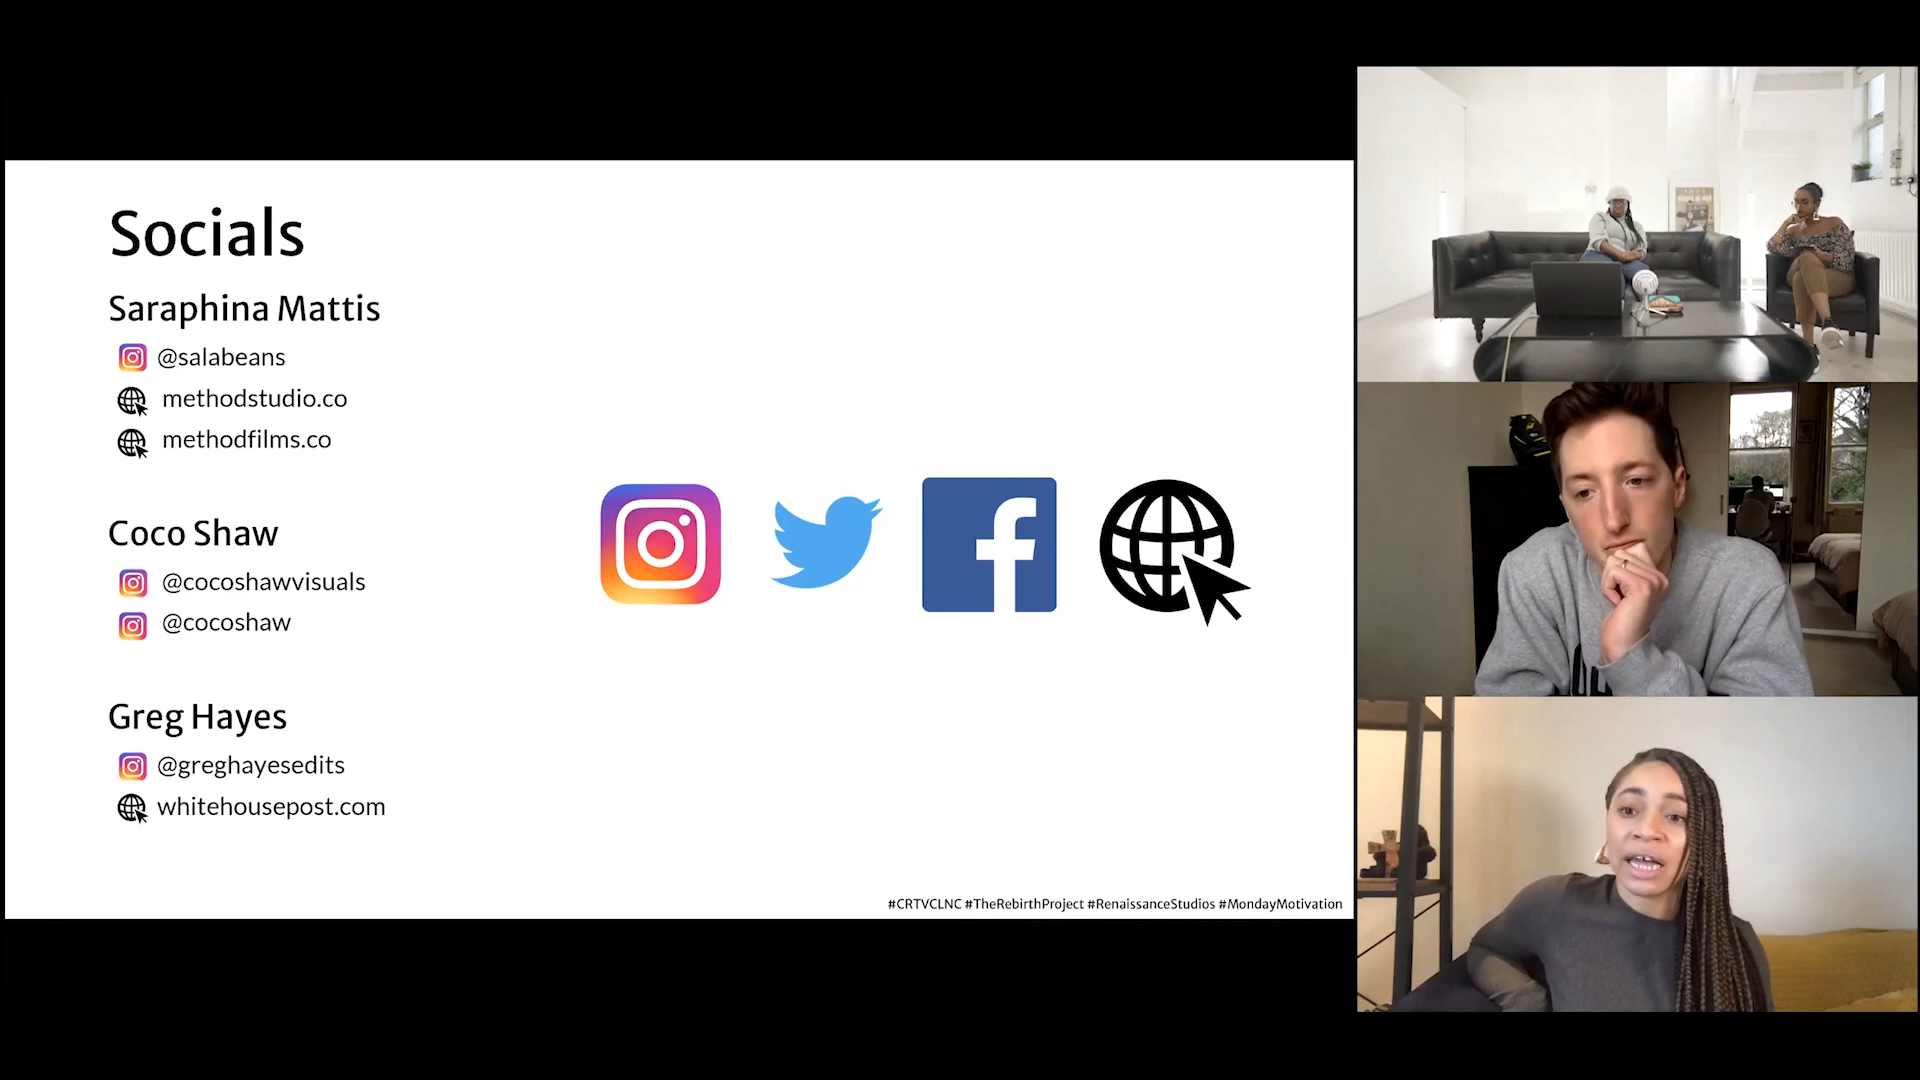 Socials
Saraphina Mattis
@salabeans
methodstudio.co
methodfilms.co
Coco Shaw
@cocoshawvisuals
@cocoshaw
Greg Hayes
@greghayesedits
whitehousepost.com
#CRTVCLNC #TheRebirthProject #RenaissanceStudios #MondayMotivation